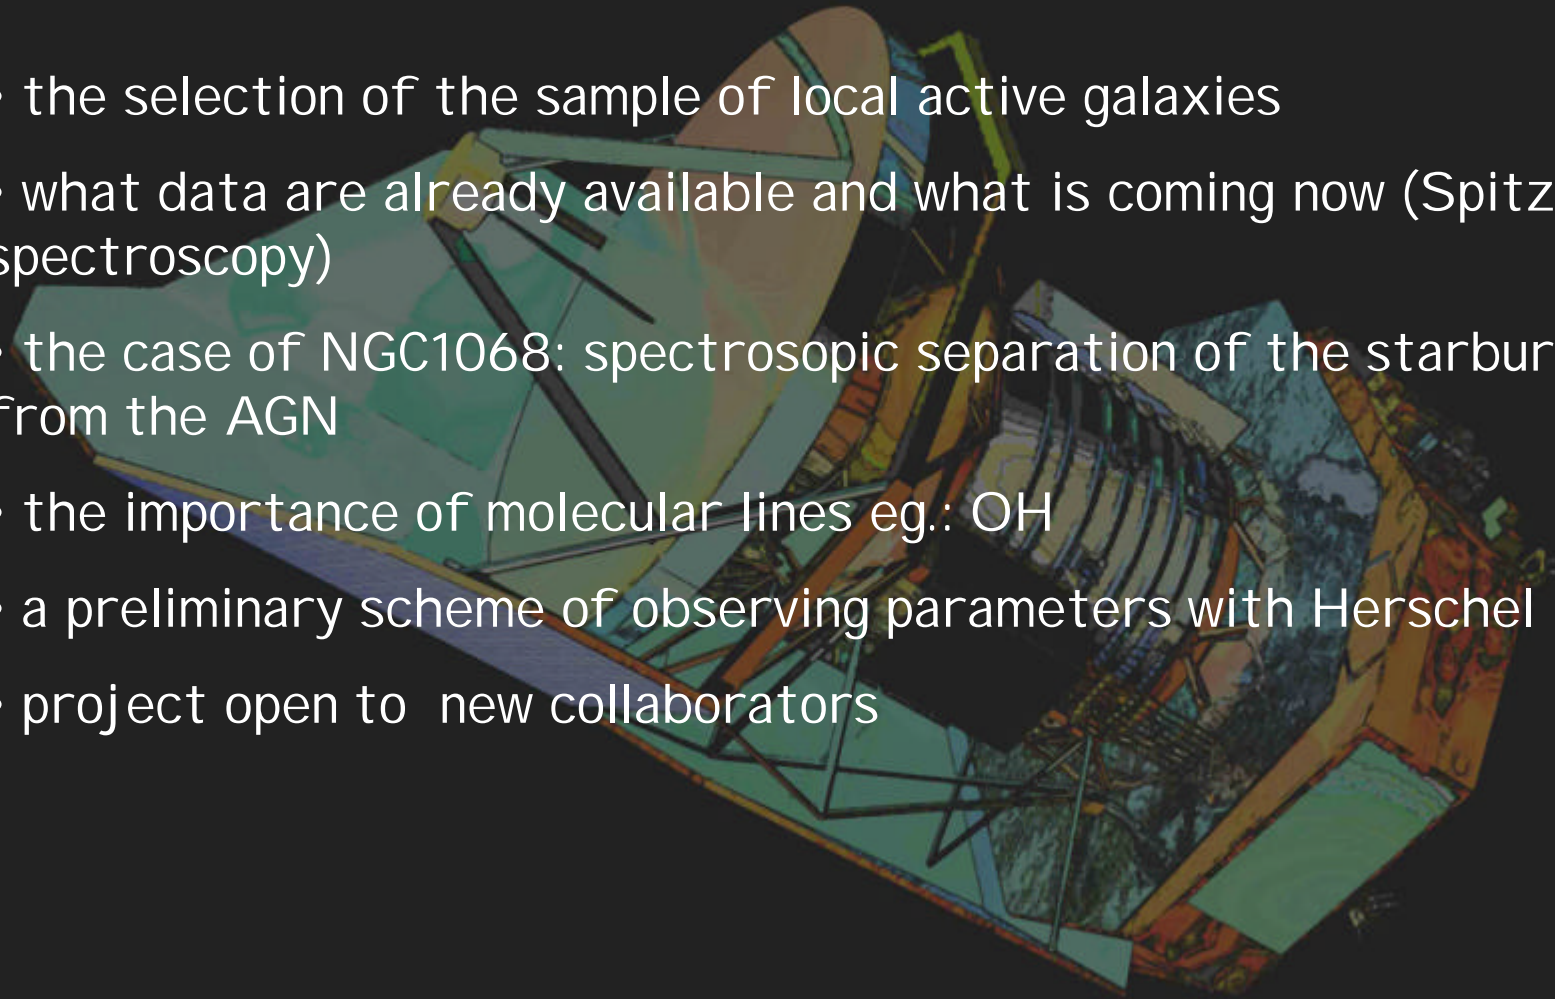 • the selection of the sample of local active galaxies
• what data are already available and what is coming now (Spitz
spectroscopy)
• the case of NGC1068: spectrosopic separation of the starbur
from the AGN
• the importance of molecular lines eg.: OH
• a preliminary scheme of observing parameters with Herschel
• project open to  new collaborators